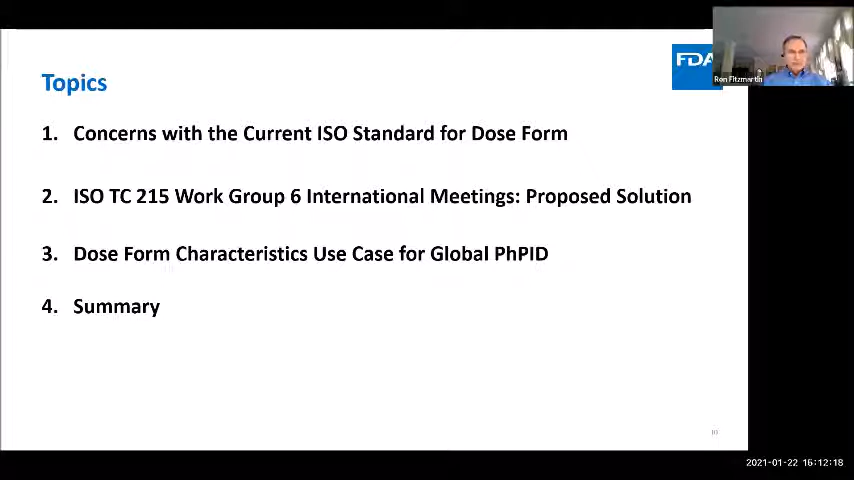 FDA
Ron Fitzmartin
Topics
1. Concerns with the Current ISO Standard for Dose Form
2. ISO TC 215 Work Group 6 International Meetings: Proposed Solution
3. Dose Form Characteristics Use Case for Global PhPID
4. Summary
10
2021-01-22 16:12:18